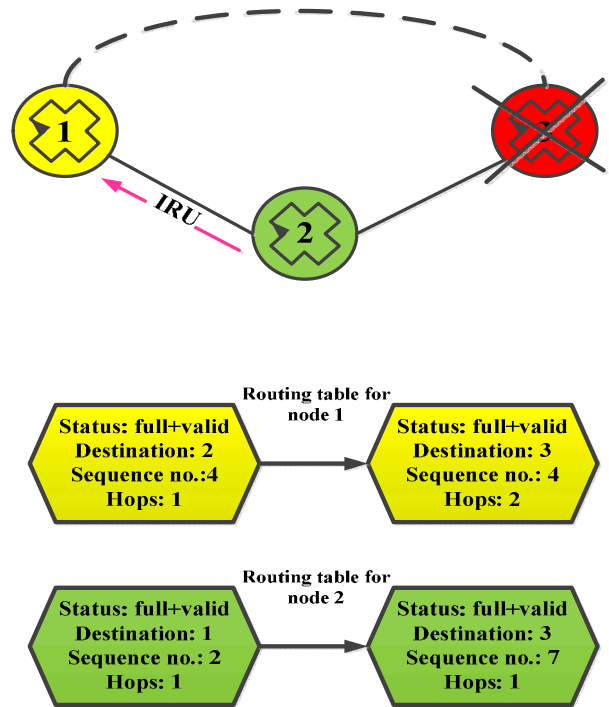 1
3
IRU
2
Routing table for
node 1
Status: full+valid
Destination: 2
Sequence no.:4
Hops: 1
Status: full+valid
Destination: 3
Sequence no.: 4
Hops: 2
Routing table for
node 2
Status: full+valid
Destination: 1
Sequence no.: 2
Hops: 1
Status: full+valid
Destination: 3
Sequence no.: 7
Hops: 1